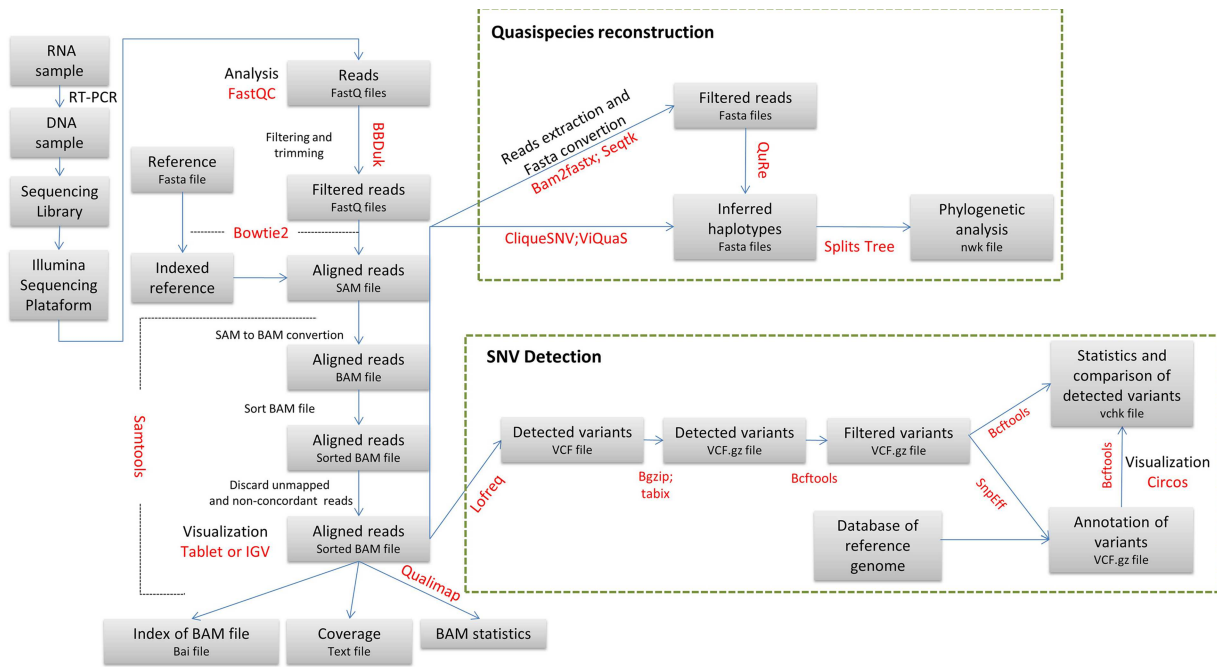 RNA
sample
RT-PCR
DNA
sample
Sequencing
Library
Illumina
Sequencing
Plataform
Analysis
FastQC
Reads
FastQ files
Filtering and
trimming
BBDuk
Reference
Fasta file
Filtered reads
FastQ files
Bowtie2
Indexed
reference
Aligned reads
SAM file
SAM to BAM convertion
Aligned reads
BAM file
Sort BAM file
Samtools
Aligned reads
Sorted BAM file
Discard unmapped
and non-concordant reads
Visualization
Tablet or IGV
Aligned reads
Sorted BAM file
Qualimap
Index of BAM file
Bai file
Coverage
Text file
BAM statistics
Quasispecies reconstruction
Reads extraction and
Fasta convertion
Bam2fastx; Seqtk
Filtered reads
Fasta files
QuRe
CliqueSNV;ViQuaS
Inferred
haplotypes
Fasta files
Splits Tree
Phylogenetic
analysis
nwk file
SNV Detection
Lofreq
Detected variants
VCF file
Bgzip;
tabix
Detected variants
VCF.gz file
Bcftools
Filtered variants
VCF.gz file
Bcftools
Statistics and
comparison of
detected variants
vchk file
SnpEff
Bcftools
Visualization
Circos
Database of
reference
genome
Annotation of
variants
VCF.gz file